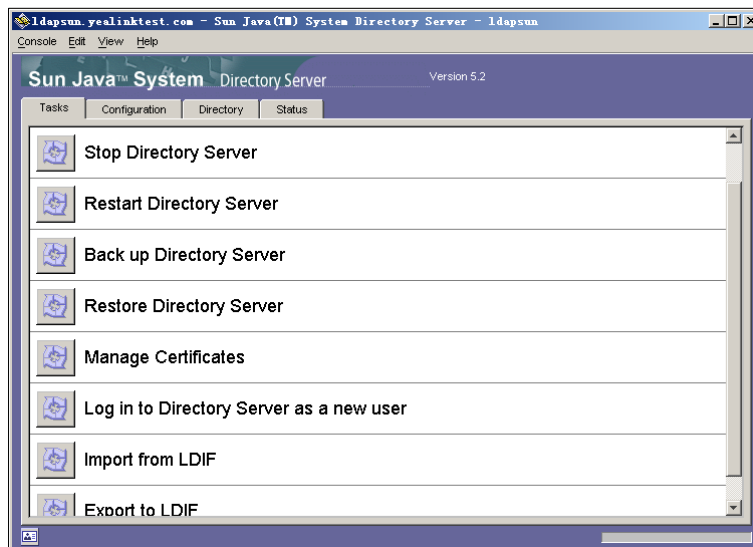 ldapsun.yealinktest.com - Sun Java(TM) System Directory Server - ldapsun
Console Edit View Help
Sun Java™ System Directory Server Version 5.2
Tasks Configuration Directory Status
Stop Directory Server
Restart Directory Server
Back up Directory Server
Restore Directory Server
Manage Certificates
Log in to Directory Server as a new user
Import from LDIF
Export to LDIF